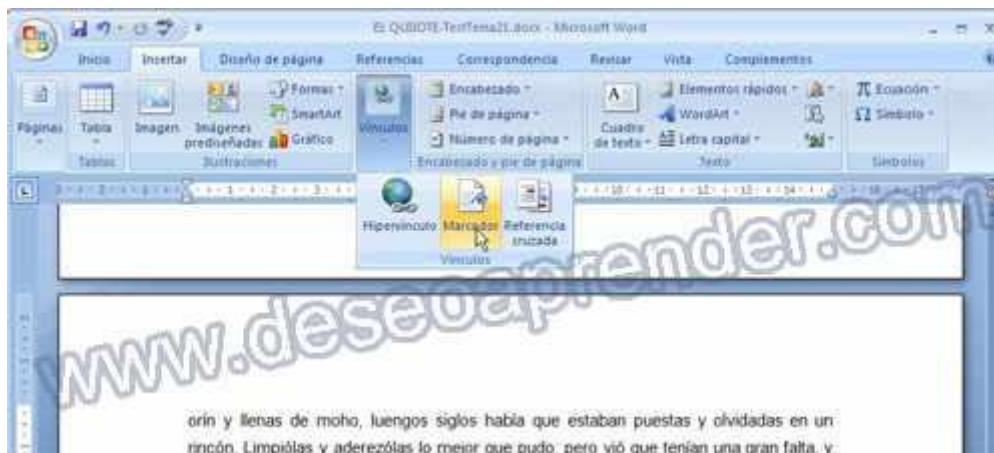 EL QUIJOTE-TestTema21.docx - Microsoft Word
Inicio Insertar Diseño de página Referencias Correspondencia Revisar Vista Complementos
Páginas
Tabla
Imagen
Imágenes prediseñadas
Formas
SmartArt
Gráfico
Vínculos
Encabezado
Pie de página
Número de página
A
Cuadro de texto
Elementos rápidos
WordArt
Letra capital
π Ecuación
Ω Símbolo
Tablas Ilustraciones Encabezado y pie de página Texto Símbolos
Hipervínculo Marcador Referencia cruzada
Vínculos
www.deseoaprender.com
orín y llenas de moho, luengos siglos había que estaban puestas y olvidadas en un
rincón. Limpiólas y aderezólas lo mejor que pudo, pero vió que tenían una gran falta, y